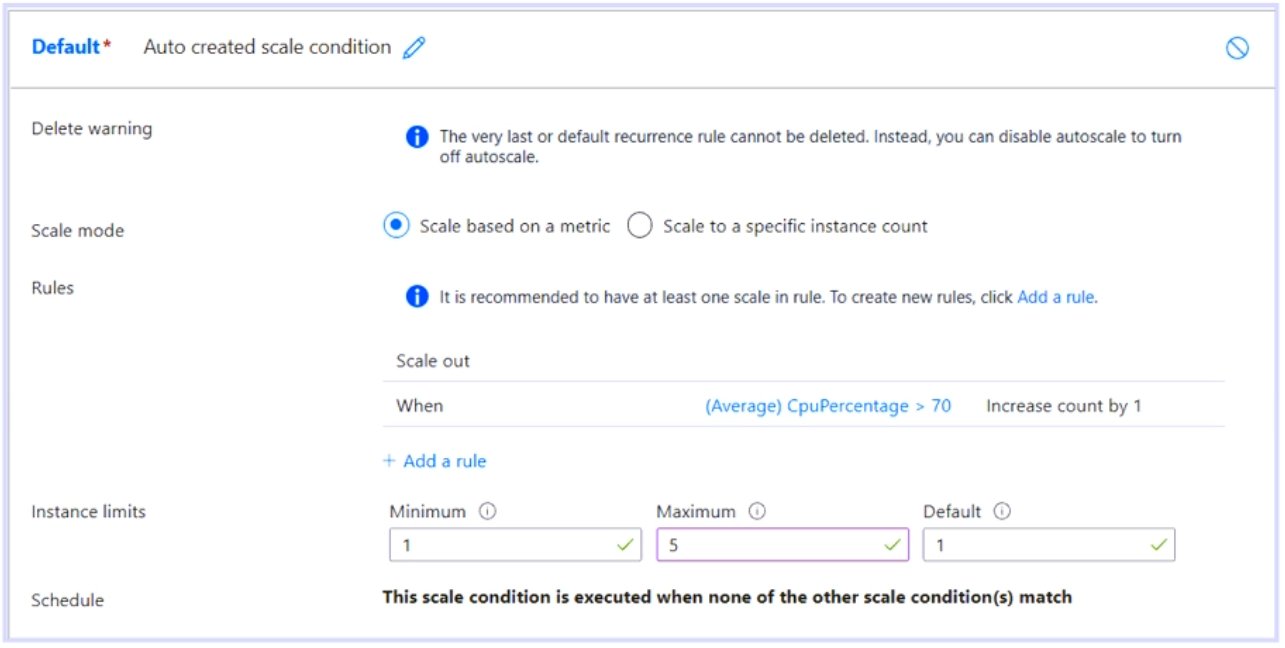 Default* Auto created scale condition
Delete warning
The very last or default recurrence rule cannot be deleted. Instead, you can disable autoscale to turn
off autoscale.
Scale mode
Scale based on a metric Scale to a specific instance count
Rules
It is recommended to have at least one scale in rule. To create new rules, click Add a rule.
Scale out
When (Average) CpuPercentage > 70 Increase count by 1
+ Add a rule
Instance limits
Minimum Maximum Default
1 5 1
Schedule
This scale condition is executed when none of the other scale condition(s) match